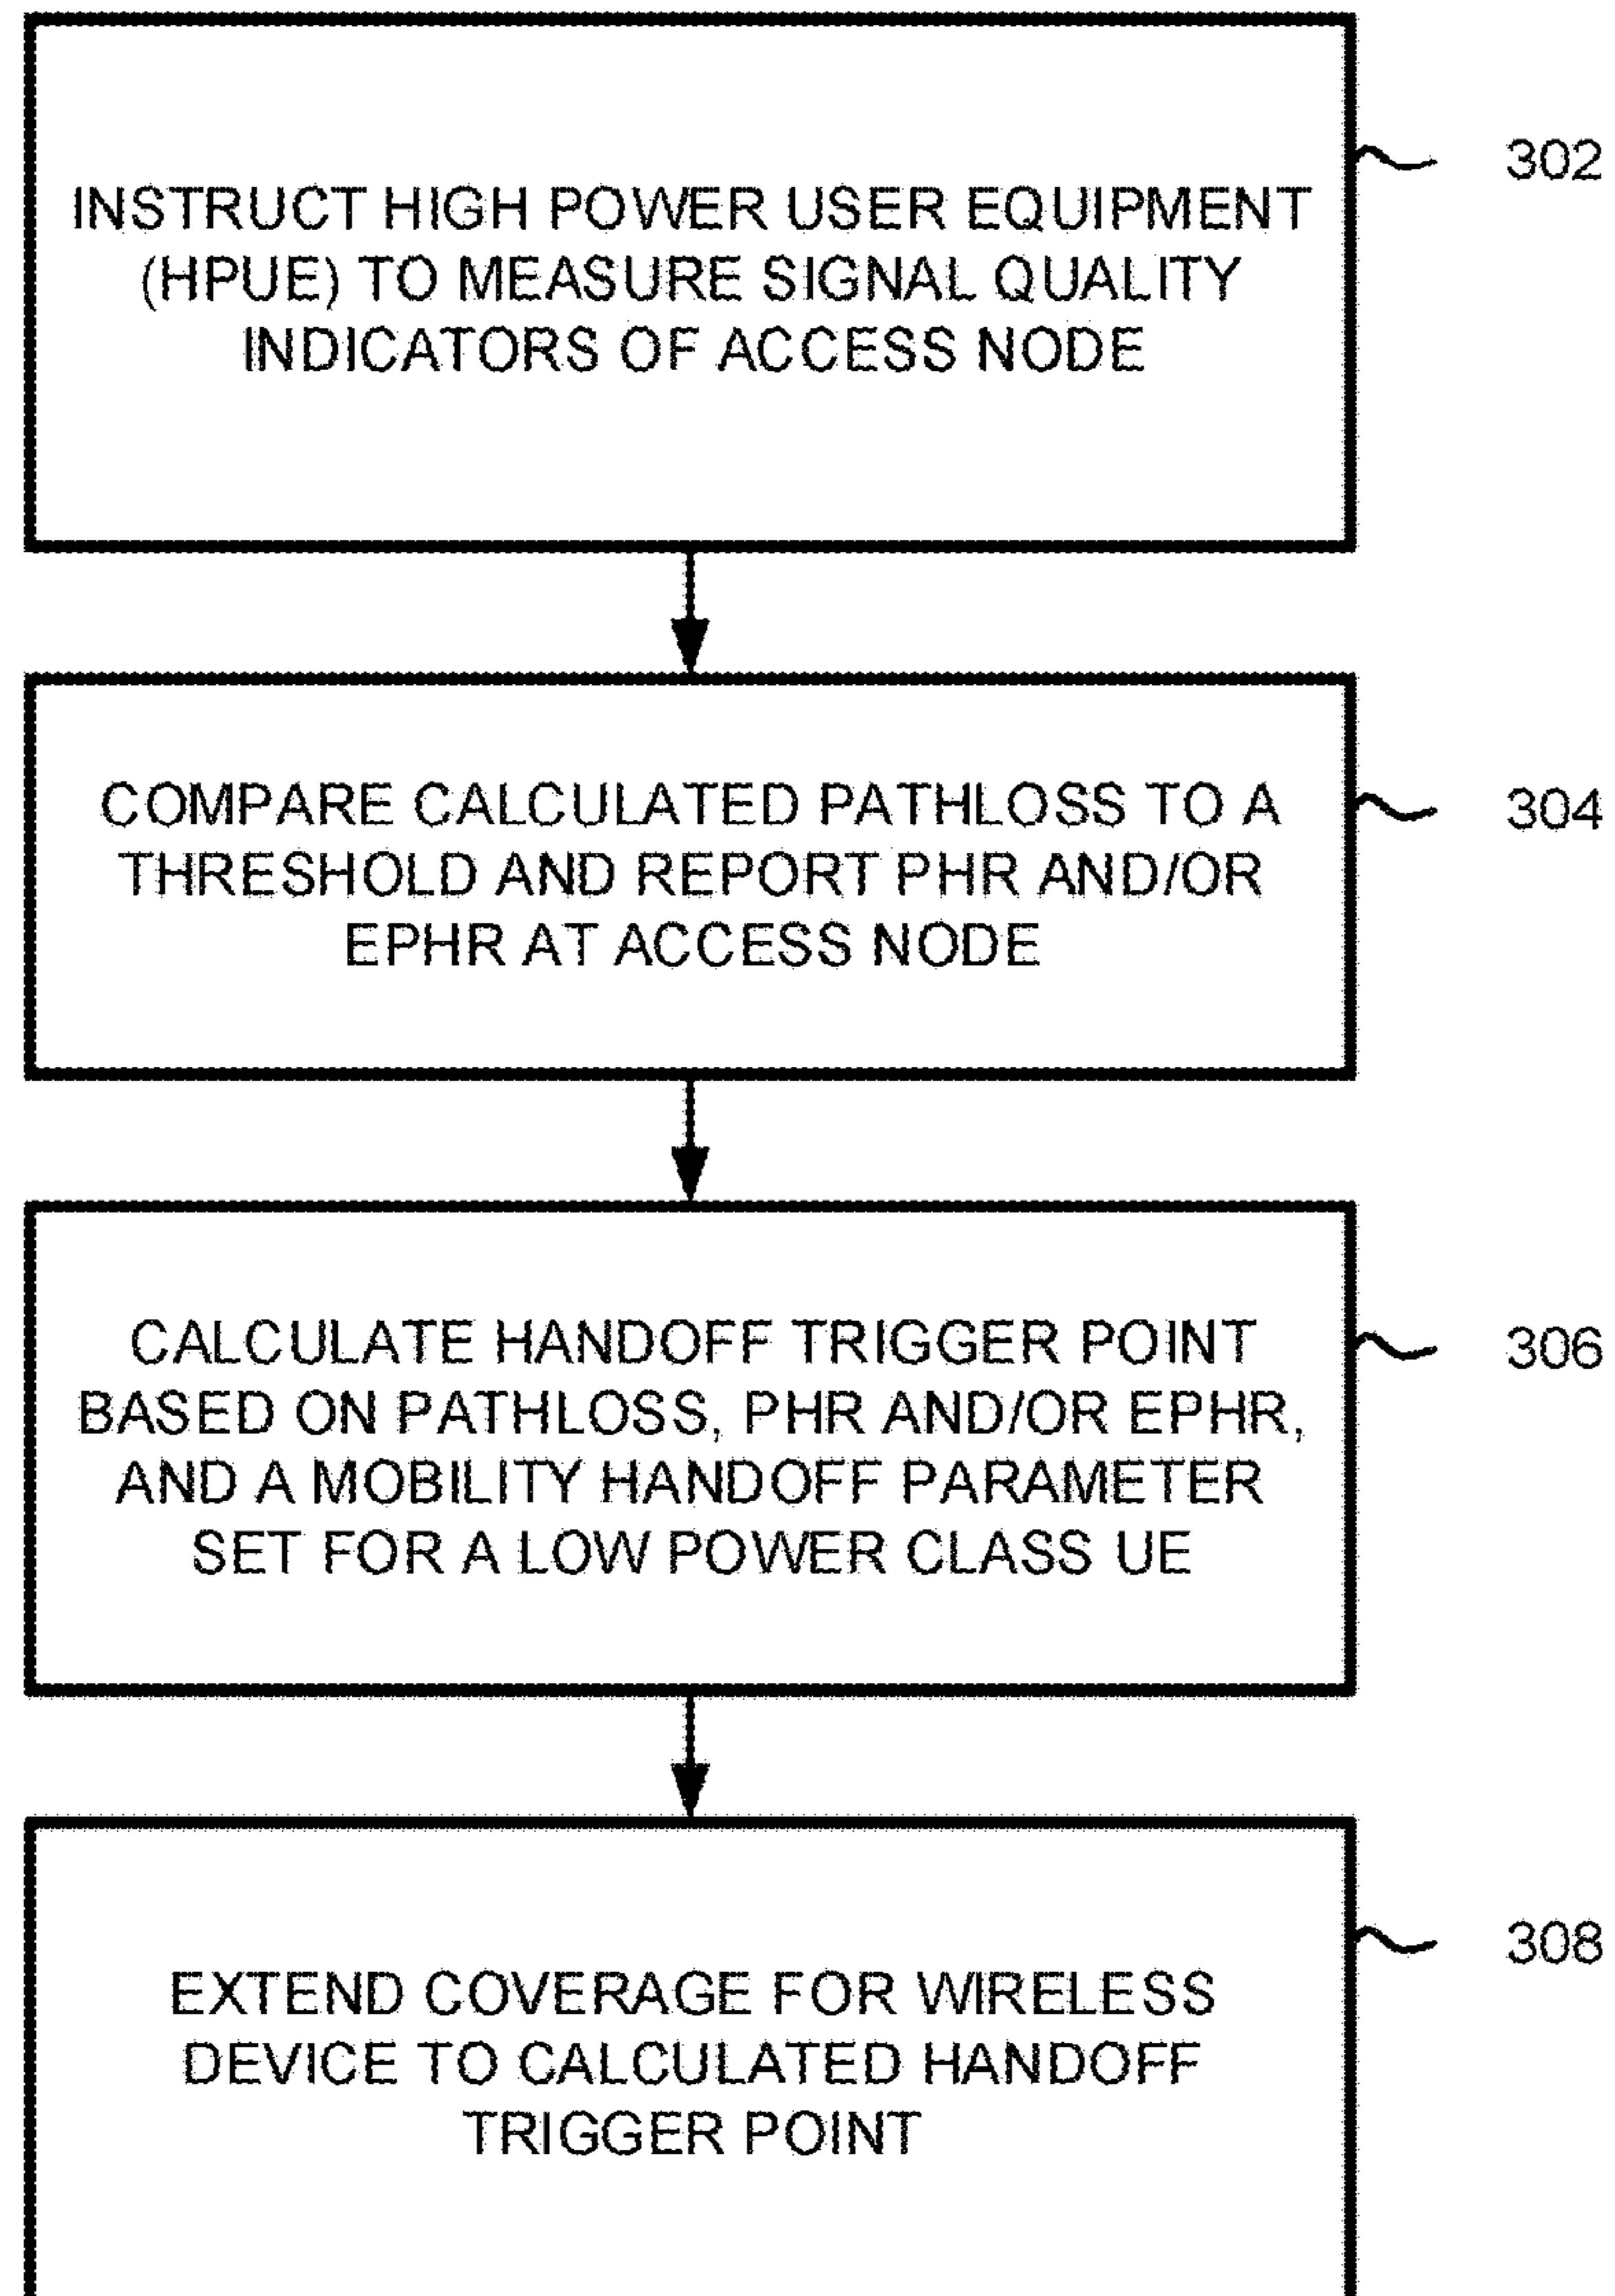 INSTRUCT HIGH POWER USER EQUIPMENT
(HPUE) TO MEASURE SIGNAL QUALITY
INDICATORS OF ACCESS NODE
302
COMPARE CALCULATED PATHLOSS TO A
THRESHOLD AND REPORT PHR AND/OR
EPHR AT ACCESS NODE
304
CALCULATE HANDOFF TRIGGER POINT
BASED ON PATHLOSS, PHR AND/OR EPHR,
AND A MOBILITY HANDOFF PARAMETER
SET FOR A LOW POWER CLASS UE
306
EXTEND COVERAGE FOR WIRELESS
DEVICE TO CALCULATED HANDOFF
TRIGGER POINT
308